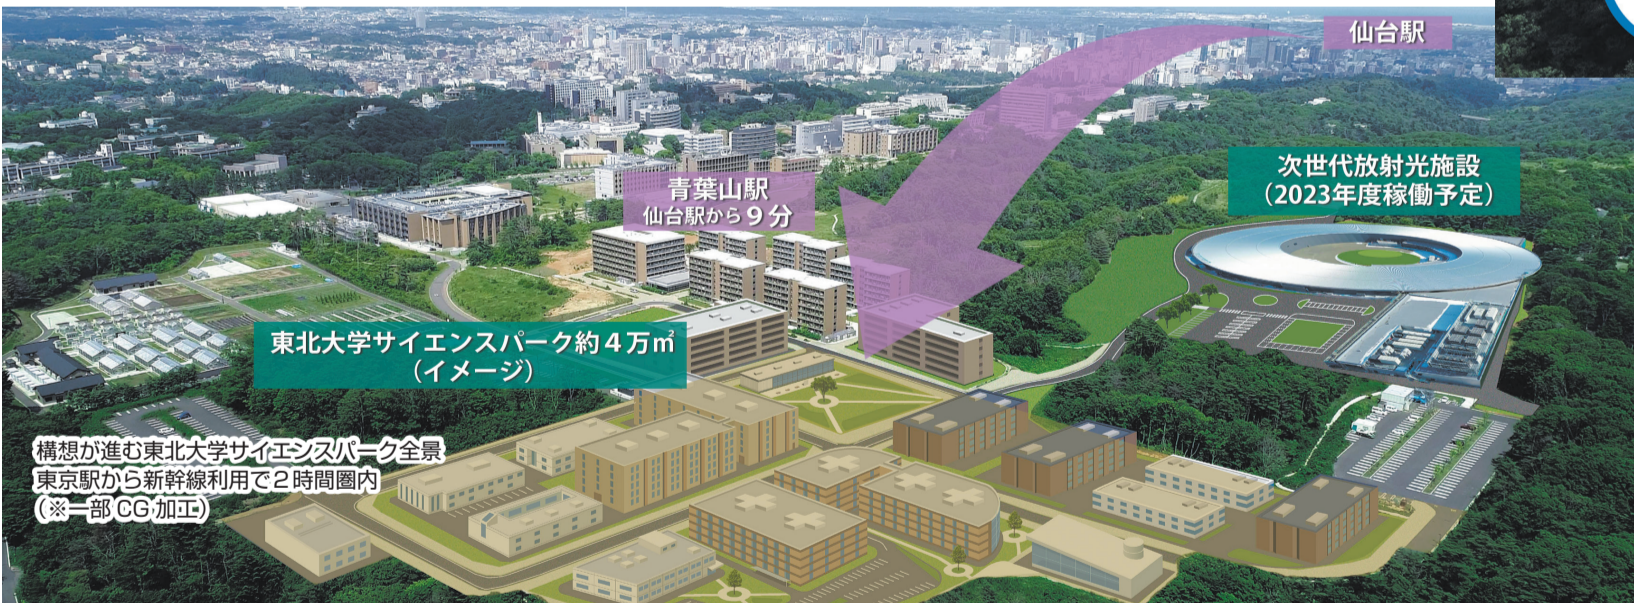 仙台駅
次世代放射光施設
（2023年度稼働予定）
青葉山駅
仙台駅から９分
東北大学サイエンスパーク約４万㎡
（イメージ）
構想が進む東北大学サイエンスパーク全景
東京駅から新幹線利用で２時間圏内
（※一部CG加工）